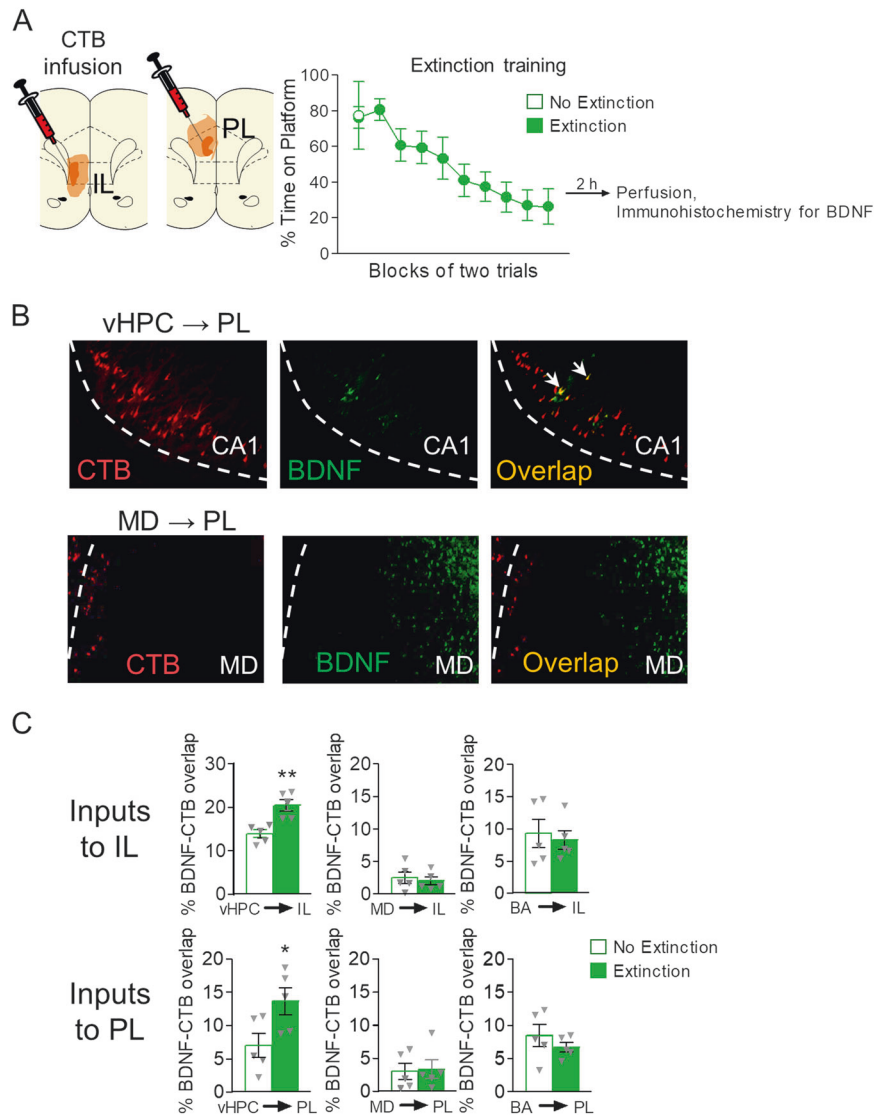 A
CTB
infusion
IL
PL
Extinction training
% Time on Platform
100
80
60
40
20
0
Blocks of two trials
No Extinction
Extinction
2 h
Perfusion,
Immunohistochemistry for BDNF
B
vHPC → PL
CTB
CA1
BDNF
CA1
Overlap
CA1
MD → PL
CTB
MD
BDNF
MD
Overlap
MD
C
Inputs
to IL
% BDNF-CTB overlap
30
20
10
0
**
vHPC → IL
% BDNF-CTB overlap
20
15
10
5
0
MD → IL
% BDNF-CTB overlap
20
15
10
5
0
BA → IL
Inputs
to PL
% BDNF-CTB overlap
20
15
10
5
0
*
vHPC → PL
% BDNF-CTB overlap
20
15
10
5
0
MD → PL
% BDNF-CTB overlap
20
15
10
5
0
BA → PL
No Extinction
Extinction